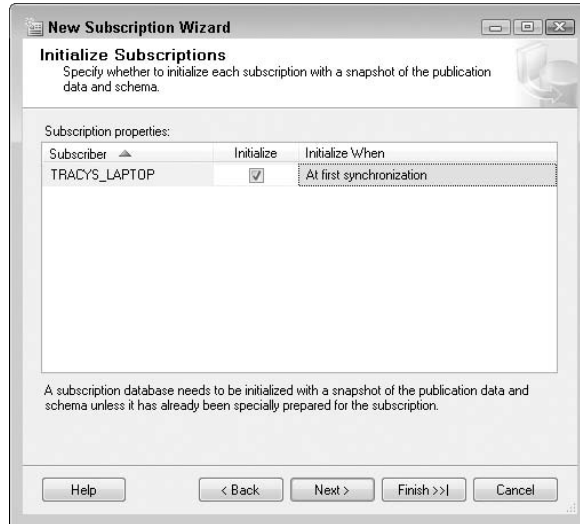 New Subscription Wizard
Initialize Subscriptions
Specify whether to initialize each subscription with a snapshot of the publication
data and schema.
Subscription properties:
Subscriber Initialize Initialize When
TRACYS_LAPTOP At first synchronization
A subscription database needs to be initialized with a snapshot of the publication data and
schema unless it has already been specially prepared for the subscription.
Help < Back Next > Finish >>| Cancel